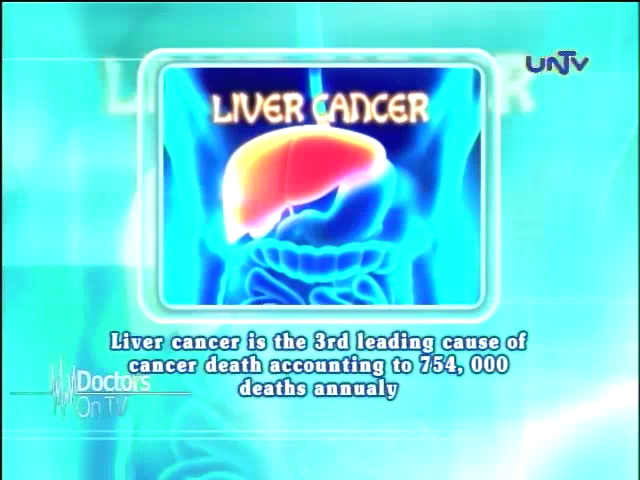 UNTV
LIVER CANCER
Liver cancer is the 3rd leading cause of
cancer death accounting to 754, 000
deaths annualy
Doctors
On TV